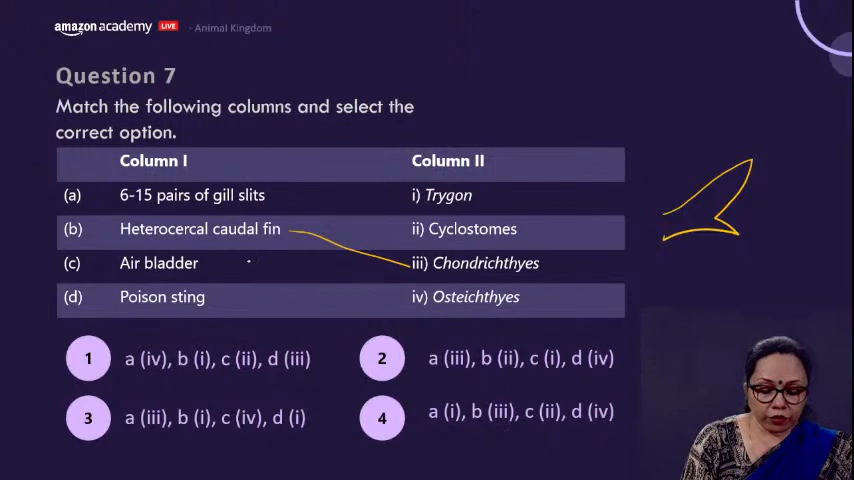 amazon academy LIVE - Animal Kingdom
Question 7
Match the following columns and select the
correct option.
Column I Column II
(a) 6-15 pairs of gill slits i) Trygon
(b) Heterocercal caudal fin ii) Cyclostomes
(c) Air bladder iii) Chondrichthyes
(d) Poison sting iv) Osteichthyes
1 a (iv), b (i), c (ii), d (iii) 2 a (iii), b (ii), c (i), d (iv)
3 a (iii), b (i), c (iv), d (i) 4 a (i), b (iii), c (ii), d (iv)